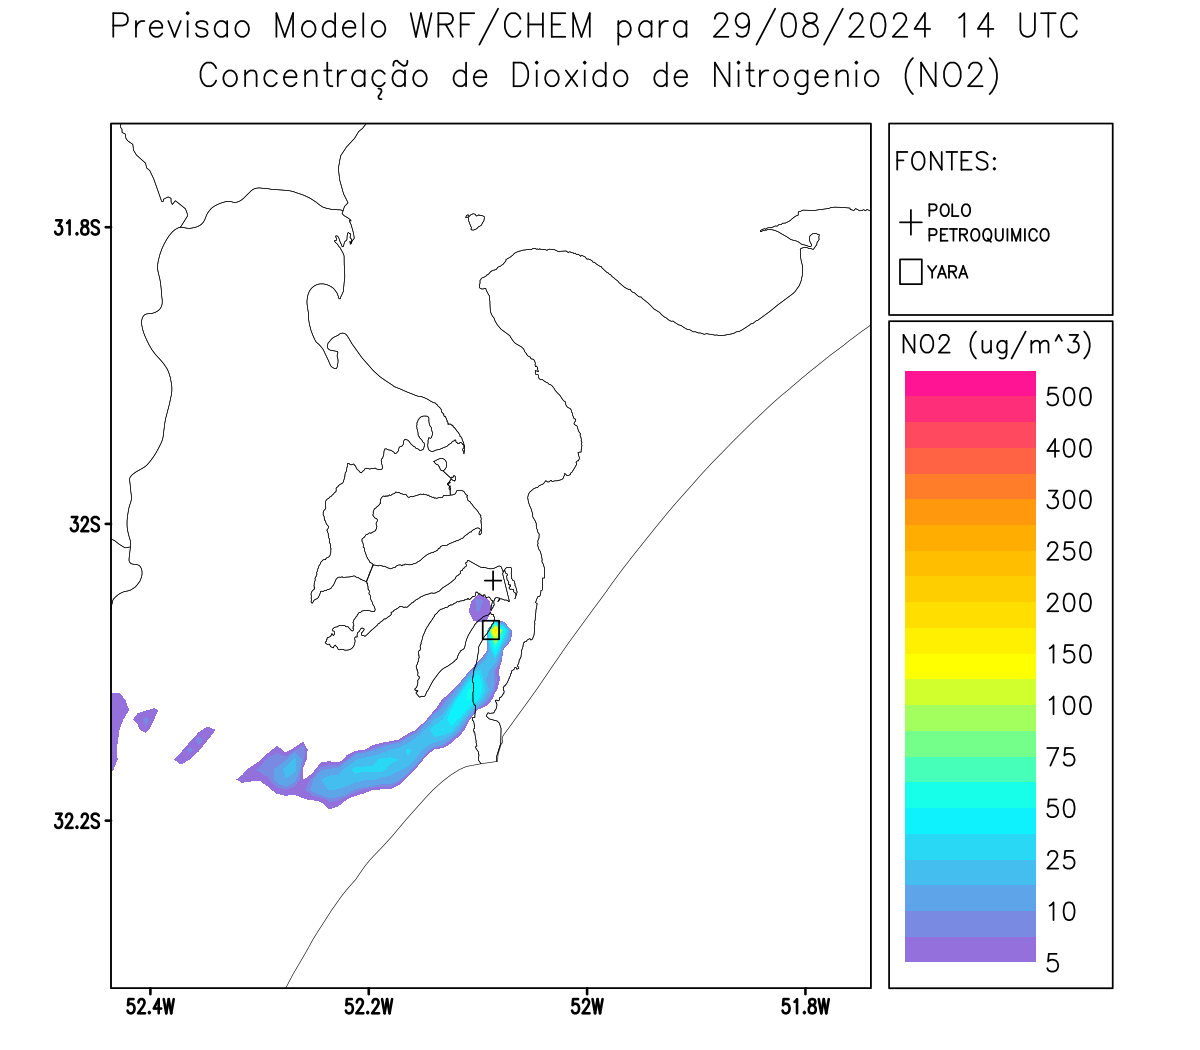 Previsao Modelo WRF/CHEM para 29/08/2024 14 UTC
Concentração de Dioxido de Nitrogenio (NO2)
FONTES:
POLO
PETROQUIMICO
YARA
NO2 (ug/m^3)
500
400
300
250
200
150
100
75
50
25
10
5
31.8S
32S
32.2S
52.4W
52.2W
52W
51.8W